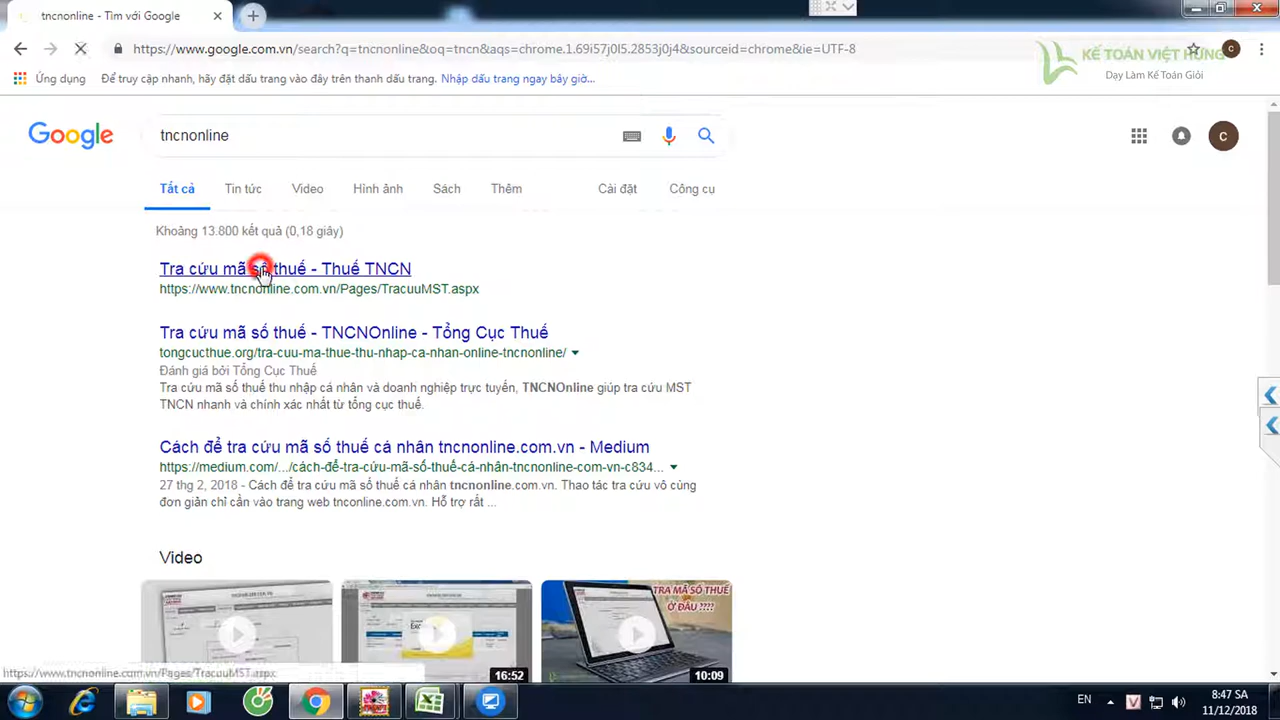 tncnonline - Tìm với Google
https://www.google.com.vn/search?q=tncnonline&oq=tncn&aqs=chrome.1.69i57j0l5.2853j0j4&sourceid=chrome&ie=UTF-8
KẾ TOÁN VIỆT HƯNG
Dạy Làm Kế Toán Giỏi
Ứng dụng
Để truy cập nhanh, hãy đặt dấu trang vào đây trên thanh dấu trang. Nhập dấu trang ngay bây giờ...
Google
tncnonline
C
Tất cả Tin tức Video Hình ảnh Sách Thêm Cài đặt Công cụ
Khoảng 13.800 kết quả (0,18 giây)
Tra cứu mã số thuế - Thuế TNCN
https://www.tncnonline.com.vn/Pages/TracuuMST.aspx
Tra cứu mã số thuế - TNCNOnline - Tổng Cục Thuế
tongcucthue.org/tra-cuu-ma-thue-thu-nhap-ca-nhan-online-tncnonline/
Đánh giá bởi Tổng Cục Thuế
Tra cứu mã số thuế thu nhập cá nhân và doanh nghiệp trực tuyến, TNCNOnline giúp tra cứu MST
TNCN nhanh và chính xác nhất từ tổng cục thuế.
Cách để tra cứu mã số thuế cá nhân tncnonline.com.vn - Medium
https://medium.com/.../cách-để-tra-cứu-mã-số-thuế-cá-nhân-tncnonline-com-vn-c834...
27 thg 2, 2018 - Cách để tra cứu mã số thuế cá nhân tncnonline.com.vn. Thao tác tra cứu vô cùng
đơn giản chỉ cần vào trang web tnconline.com.vn. Hỗ trợ rất ...
Video
TRA MÃ SỐ THUẾ
Ở ĐÂU ????
16:52
10:09
https://www.tncnonline.com.vn/Pages/TracuuMST.aspx
EN
8:47 SA
11/12/2018